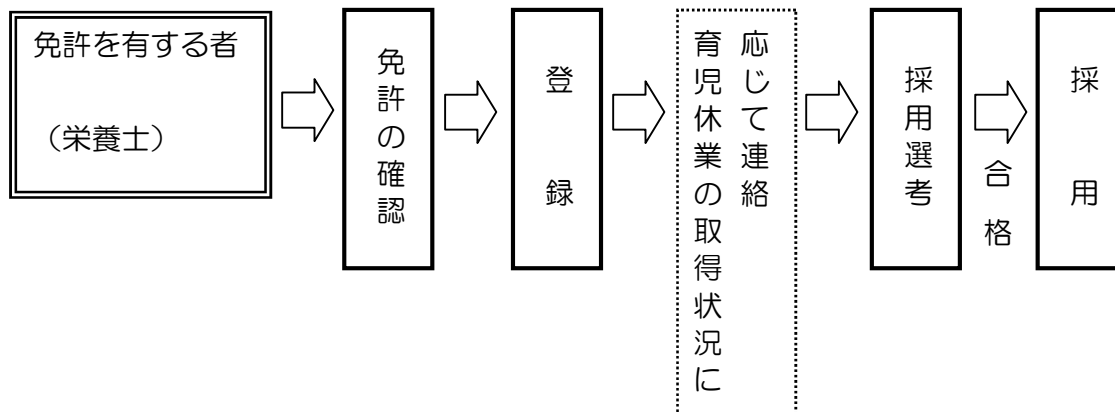 免許を有する者
（栄養士）
免許の確認
登録
育児休業の取得状況に
応じて連絡
採用選考
合格
採用